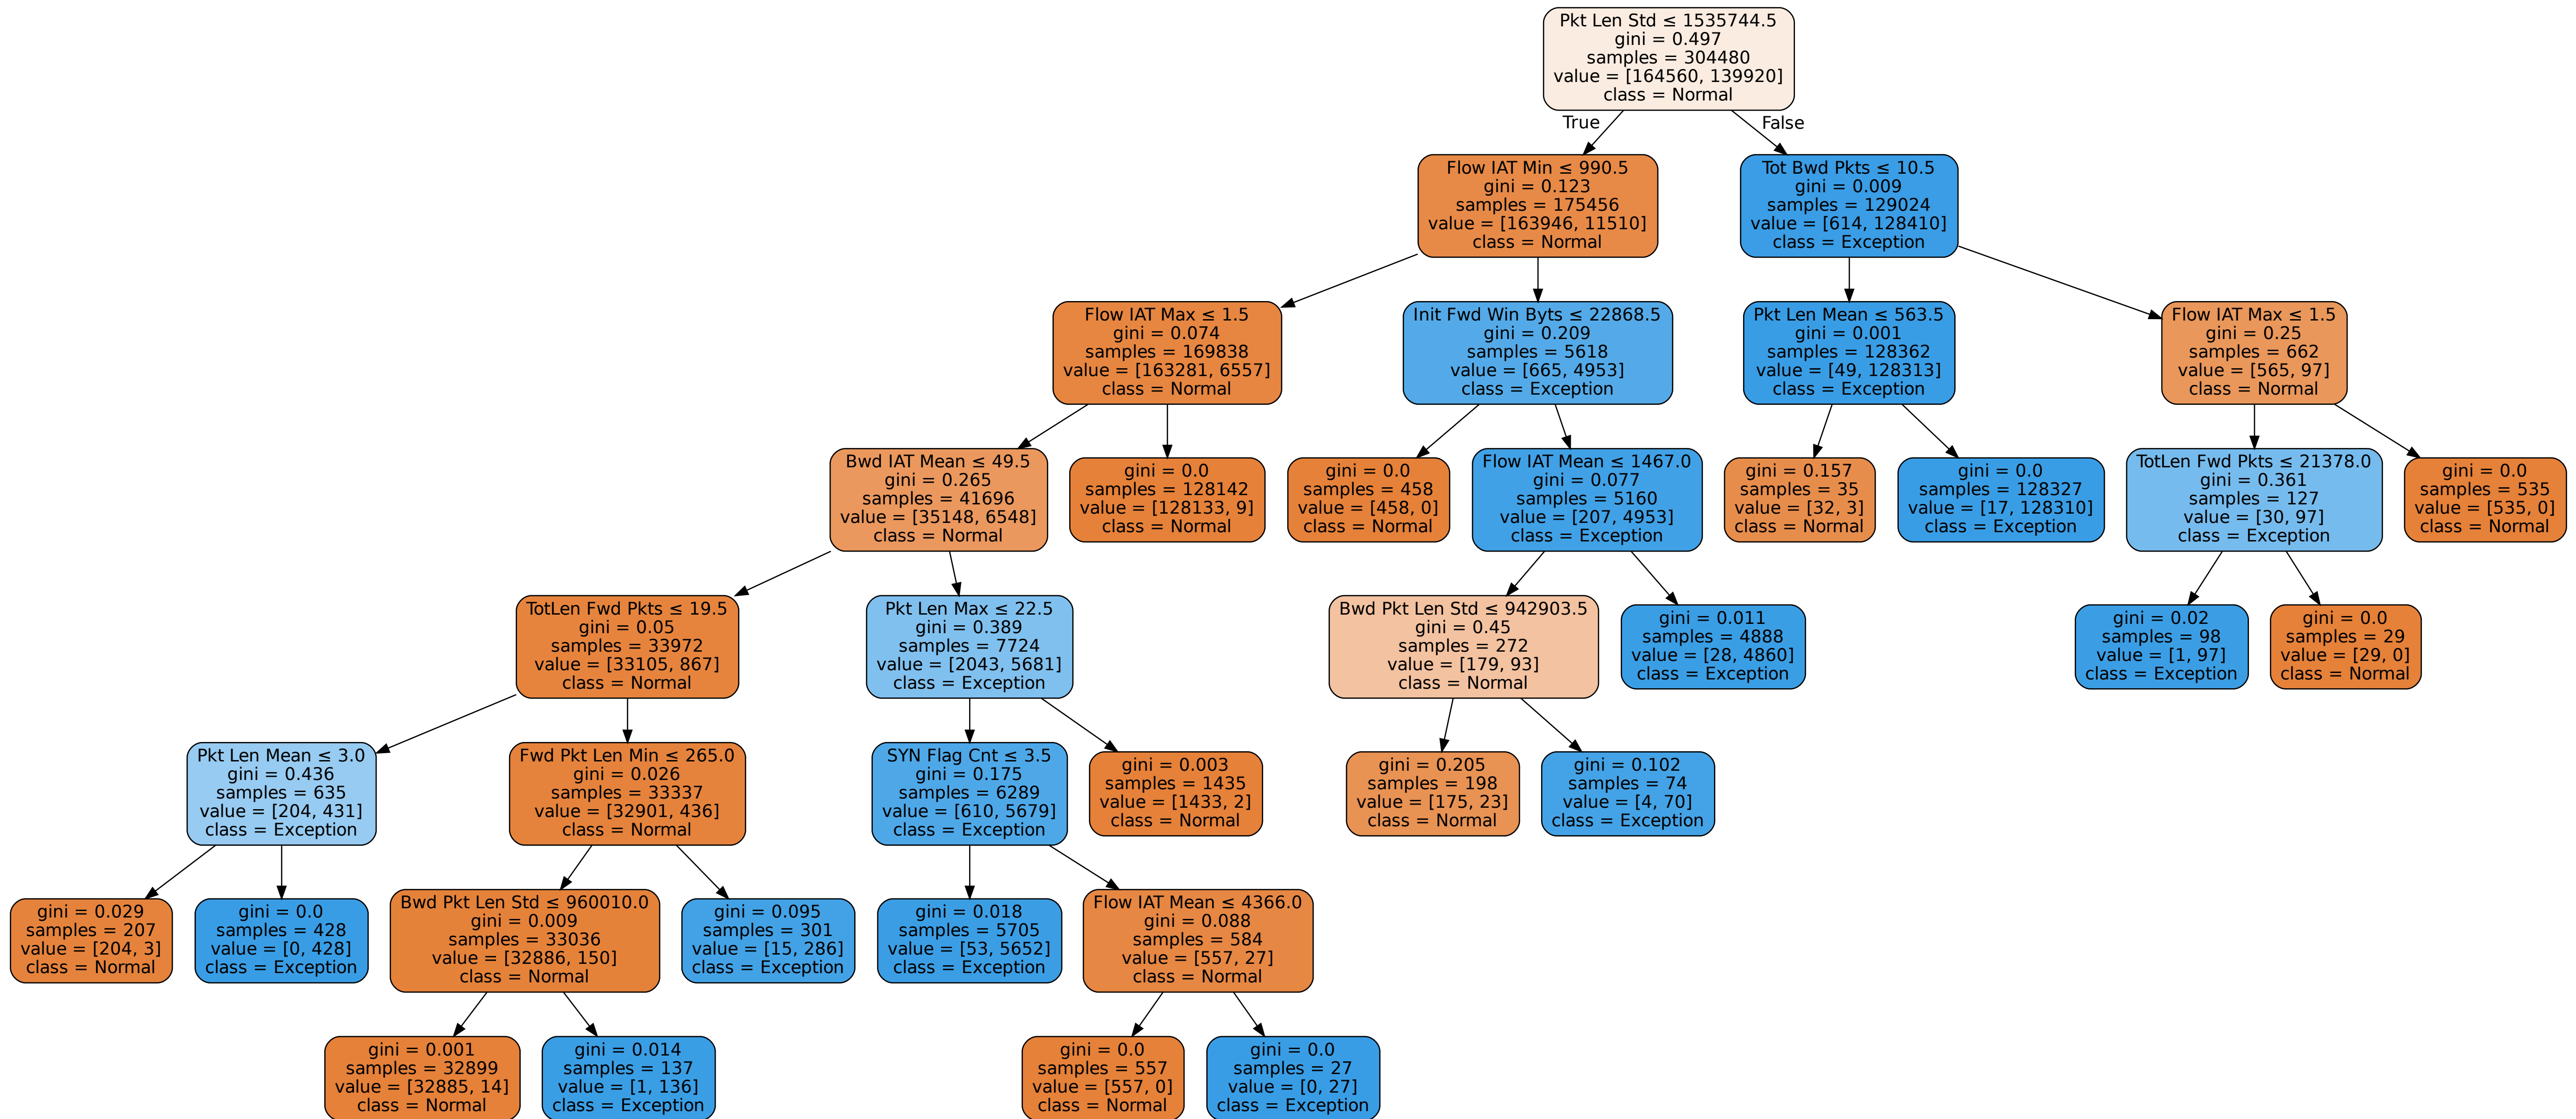 Pkt Len Std ≤ 1535744.5
gini = 0.497
samples = 304480
value = [164560, 139920]
class = Normal
True
False
Flow IAT Min ≤ 990.5
gini = 0.123
samples = 175456
value = [163946, 11510]
class = Normal
Tot Bwd Pkts ≤ 10.5
gini = 0.009
samples = 129024
value = [614, 128410]
class = Exception
Flow IAT Max ≤ 1.5
gini = 0.074
samples = 169838
value = [163281, 6557]
class = Normal
Init Fwd Win Byts ≤ 22868.5
gini = 0.209
samples = 5618
value = [665, 4953]
class = Exception
Pkt Len Mean ≤ 563.5
gini = 0.001
samples = 128362
value = [49, 128313]
class = Exception
Flow IAT Max ≤ 1.5
gini = 0.25
samples = 662
value = [565, 97]
class = Normal
Bwd IAT Mean ≤ 49.5
gini = 0.265
samples = 41696
value = [35148, 6548]
class = Normal
gini = 0.0
samples = 128142
value = [128133, 9]
class = Normal
gini = 0.0
samples = 458
value = [458, 0]
class = Normal
Flow IAT Mean ≤ 1467.0
gini = 0.077
samples = 5160
value = [207, 4953]
class = Exception
gini = 0.157
samples = 35
value = [32, 3]
class = Normal
gini = 0.0
samples = 128327
value = [17, 128310]
class = Exception
TotLen Fwd Pkts ≤ 21378.0
gini = 0.361
samples = 127
value = [30, 97]
class = Exception
gini = 0.0
samples = 535
value = [535, 0]
class = Normal
TotLen Fwd Pkts ≤ 19.5
gini = 0.05
samples = 33972
value = [33105, 867]
class = Normal
Pkt Len Max ≤ 22.5
gini = 0.389
samples = 7724
value = [2043, 5681]
class = Exception
Bwd Pkt Len Std ≤ 942903.5
gini = 0.45
samples = 272
value = [179, 93]
class = Normal
gini = 0.011
samples = 4888
value = [28, 4860]
class = Exception
gini = 0.02
samples = 98
value = [1, 97]
class = Exception
gini = 0.0
samples = 29
value = [29, 0]
class = Normal
Pkt Len Mean ≤ 3.0
gini = 0.436
samples = 635
value = [204, 431]
class = Exception
Fwd Pkt Len Min ≤ 265.0
gini = 0.026
samples = 33337
value = [32901, 436]
class = Normal
SYN Flag Cnt ≤ 3.5
gini = 0.175
samples = 6289
value = [610, 5679]
class = Exception
gini = 0.003
samples = 1435
value = [1433, 2]
class = Normal
gini = 0.205
samples = 198
value = [175, 23]
class = Normal
gini = 0.102
samples = 74
value = [4, 70]
class = Exception
gini = 0.029
samples = 207
value = [204, 3]
class = Normal
gini = 0.0
samples = 428
value = [0, 428]
class = Exception
Bwd Pkt Len Std ≤ 960010.0
gini = 0.009
samples = 33036
value = [32886, 150]
class = Normal
gini = 0.095
samples = 301
value = [15, 286]
class = Exception
gini = 0.018
samples = 5705
value = [53, 5652]
class = Exception
Flow IAT Mean ≤ 4366.0
gini = 0.088
samples = 584
value = [557, 27]
class = Normal
gini = 0.001
samples = 32899
value = [32885, 14]
class = Normal
gini = 0.014
samples = 137
value = [1, 136]
class = Exception
gini = 0.0
samples = 557
value = [557, 0]
class = Normal
gini = 0.0
samples = 27
value = [0, 27]
class = Exception